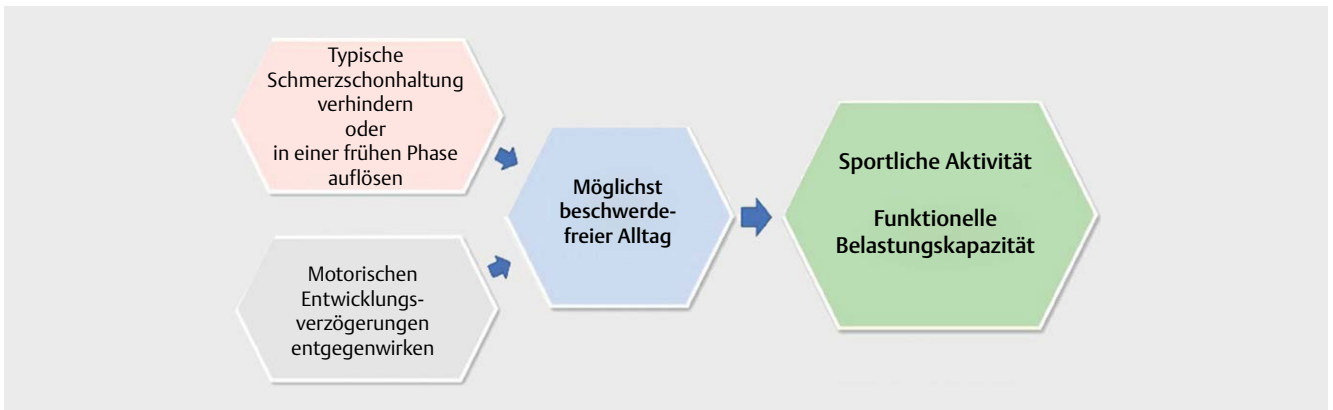 Typische
Schmerzschonhaltung
verhindern
oder
in einer frühen Phase
auflösen
Motorischen
Entwicklungs-
verzögerungen
entgegenwirken
Möglichst
beschwerde-
freier Alltag
Sportliche Aktivität
Funktionelle
Belastungskapazität